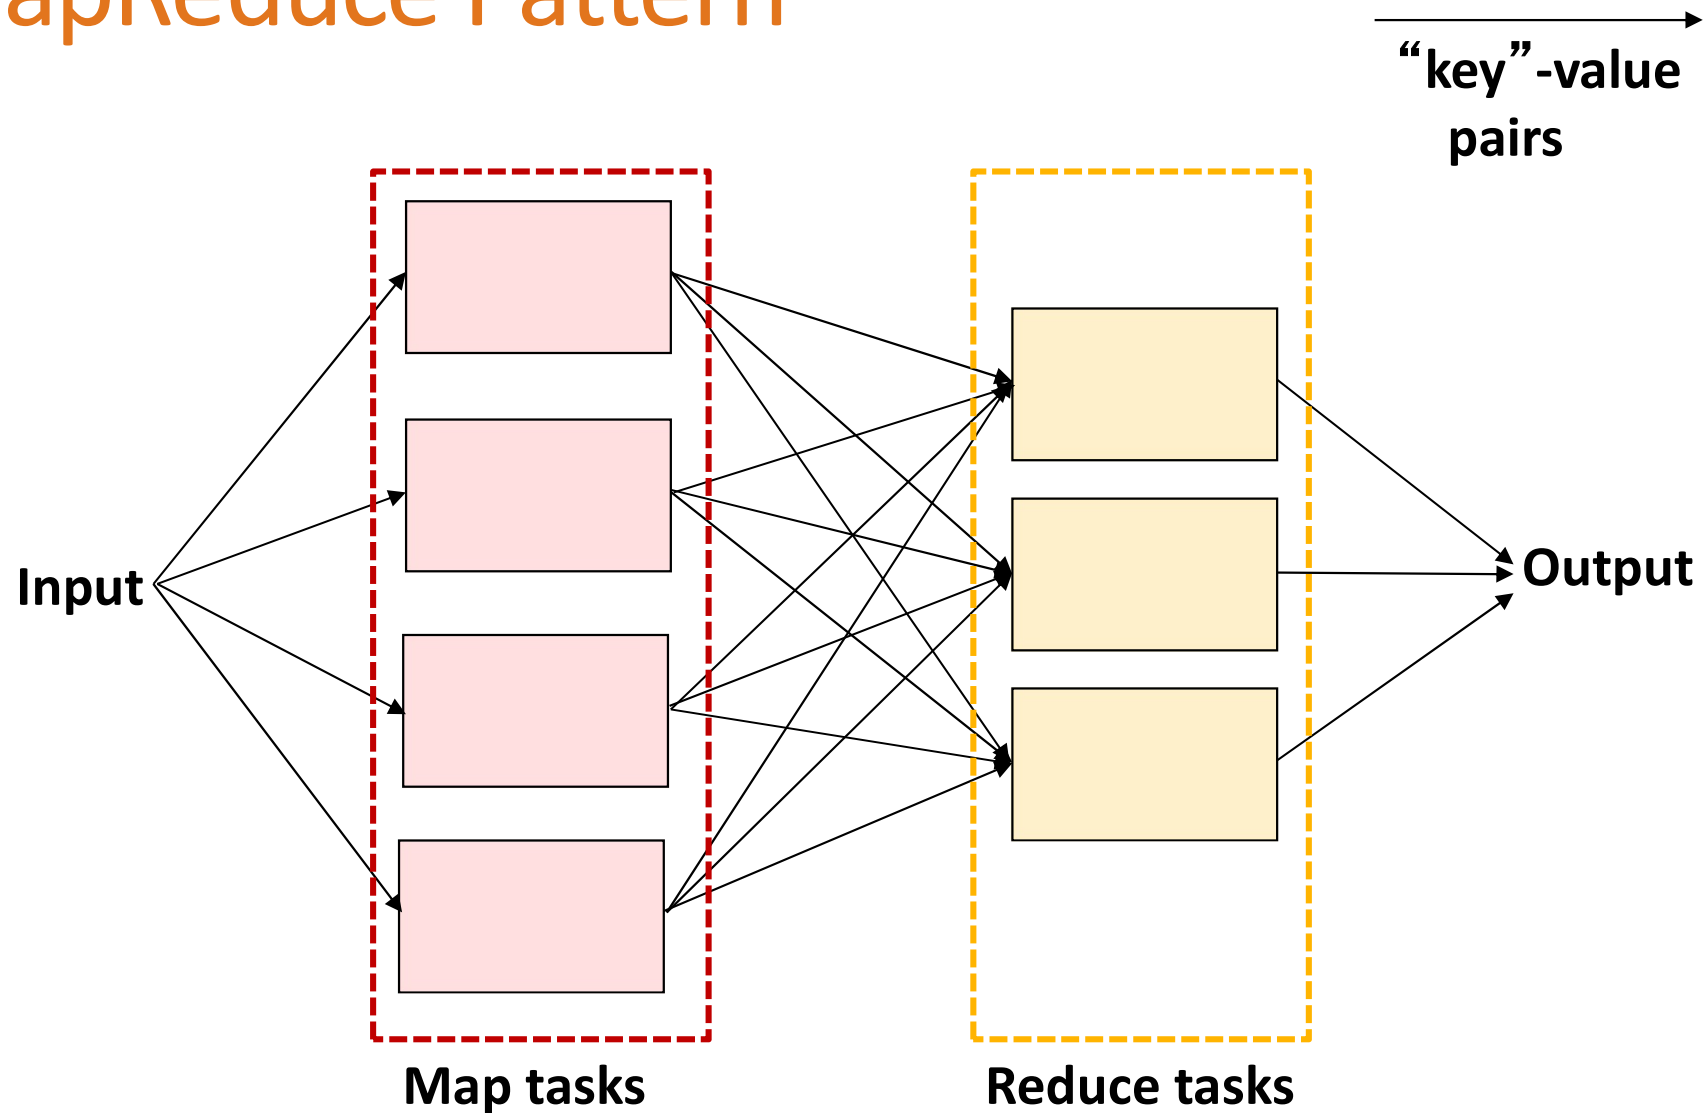 apReduce Pattern
“key”-value
pairs
Input
Output
Map tasks
Reduce tasks